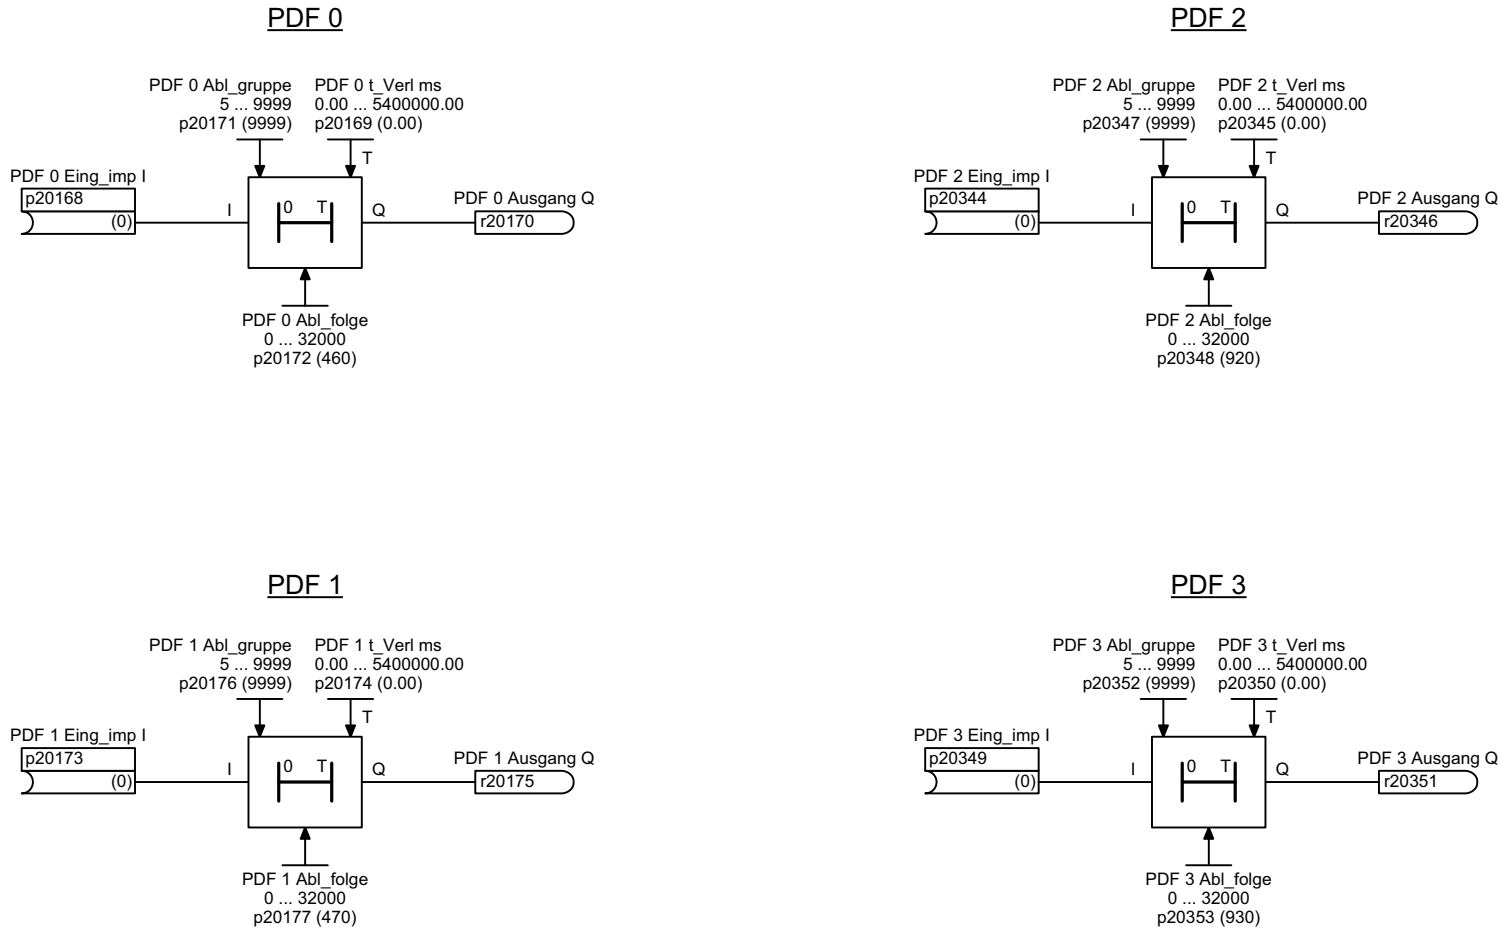 PDF 0
PDF 0 Abl_gruppe
5 ... 9999
p20171 (9999)
PDF 0 t_Verl ms
0.00 ... 5400000.00
p20169 (0.00)
T
PDF 0 Eing_imp I
p20168
(0)
I
0 T
Q
PDF 0 Ausgang Q
r20170
PDF 0 Abl_folge
0 ... 32000
p20172 (460)
PDF 2
PDF 2 Abl_gruppe
5 ... 9999
p20347 (9999)
PDF 2 t_Verl ms
0.00 ... 5400000.00
p20345 (0.00)
T
PDF 2 Eing_imp I
p20344
(0)
I
0 T
Q
PDF 2 Ausgang Q
r20346
PDF 2 Abl_folge
0 ... 32000
p20348 (920)
PDF 1
PDF 1 Abl_gruppe
5 ... 9999
p20176 (9999)
PDF 1 t_Verl ms
0.00 ... 5400000.00
p20174 (0.00)
T
PDF 1 Eing_imp I
p20173
(0)
I
0 T
Q
PDF 1 Ausgang Q
r20175
PDF 1 Abl_folge
0 ... 32000
p20177 (470)
PDF 3
PDF 3 Abl_gruppe
5 ... 9999
p20352 (9999)
PDF 3 t_Verl ms
0.00 ... 5400000.00
p20350 (0.00)
T
PDF 3 Eing_imp I
p20349
(0)
I
0 T
Q
PDF 3 Ausgang Q
r20351
PDF 3 Abl_folge
0 ... 32000
p20353 (930)